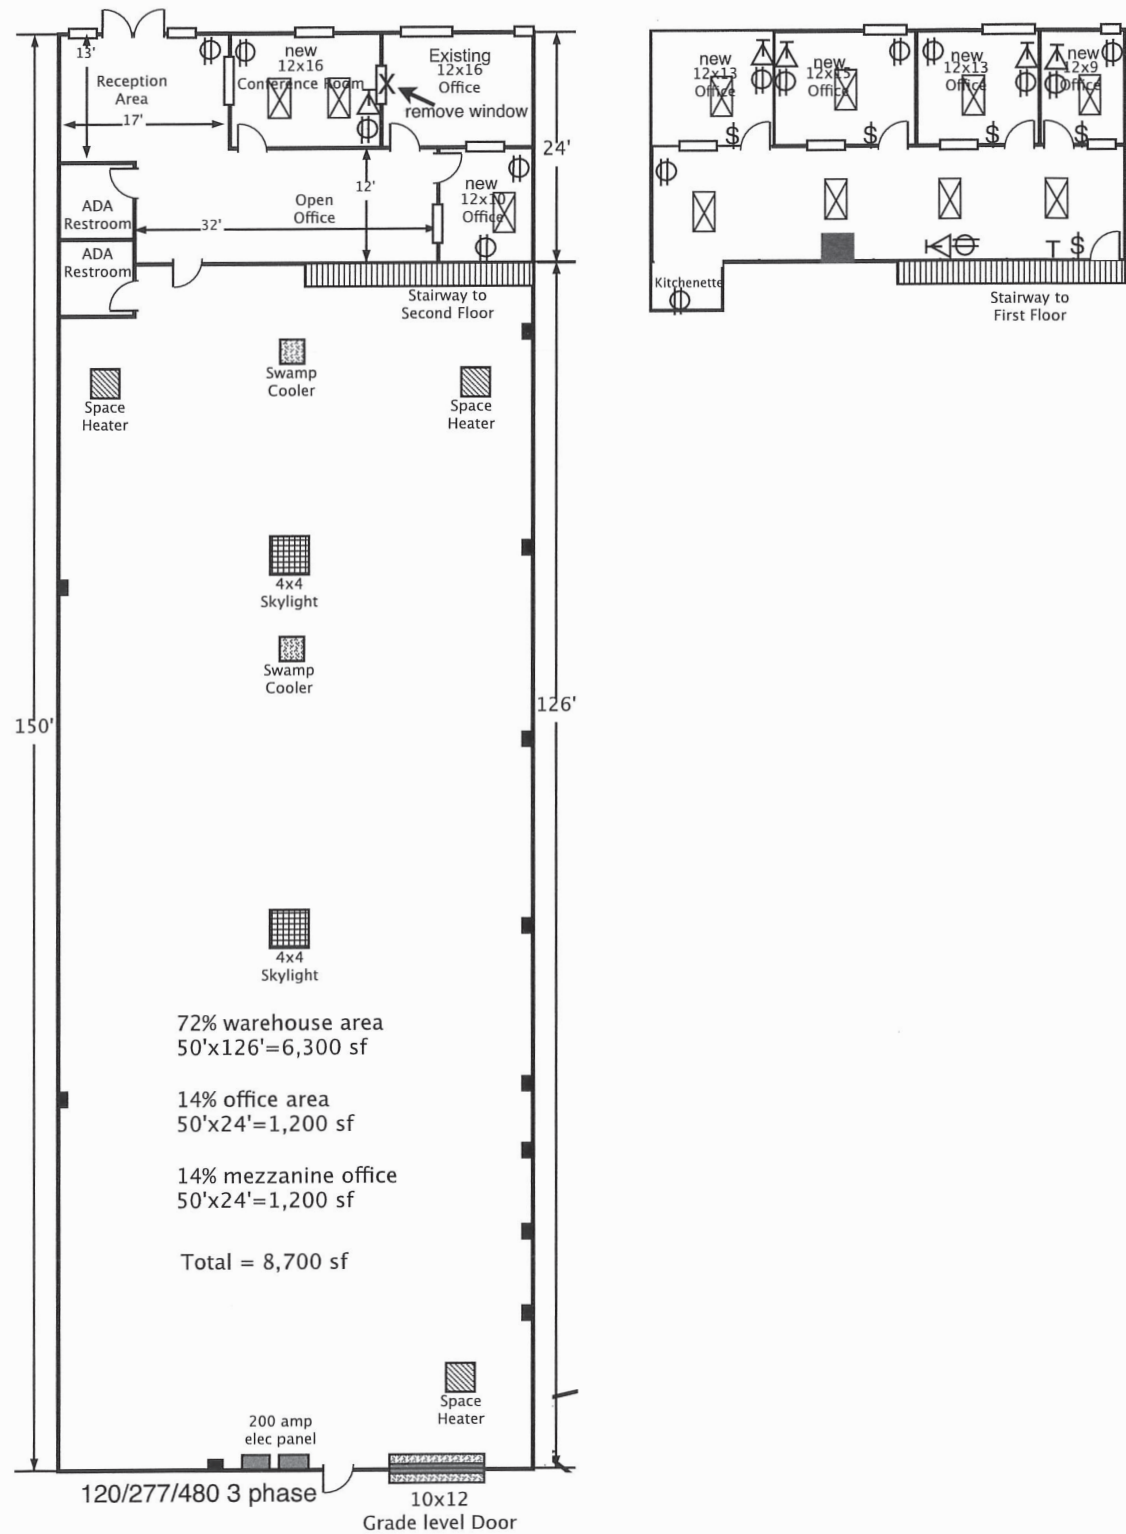 13'
Reception
Area
17'
new
12x16
Conference Room
Existing
12x16
Office
X
remove window
24'
ADA
Restroom
32'
Open
Office
12'
new
12x10
Office
ADA
Restroom
Stairway to
Second Floor
Space
Heater
Swamp
Cooler
Space
Heater
4x4
Skylight
Swamp
Cooler
150'
126'
4x4
Skylight
72% warehouse area
50'x126'=6,300 sf
14% office area
50'x24'=1,200 sf
14% mezzanine office
50'x24'=1,200 sf
Total = 8,700 sf
Space
Heater
200 amp
elec panel
120/277/480 3 phase
10x12
Grade level Door
new
12x13
Office
$
new
12x15
Office
$
new
12x13
Office
$
new
12x9
Office
$
T $
Kitchenette
Stairway to
First Floor